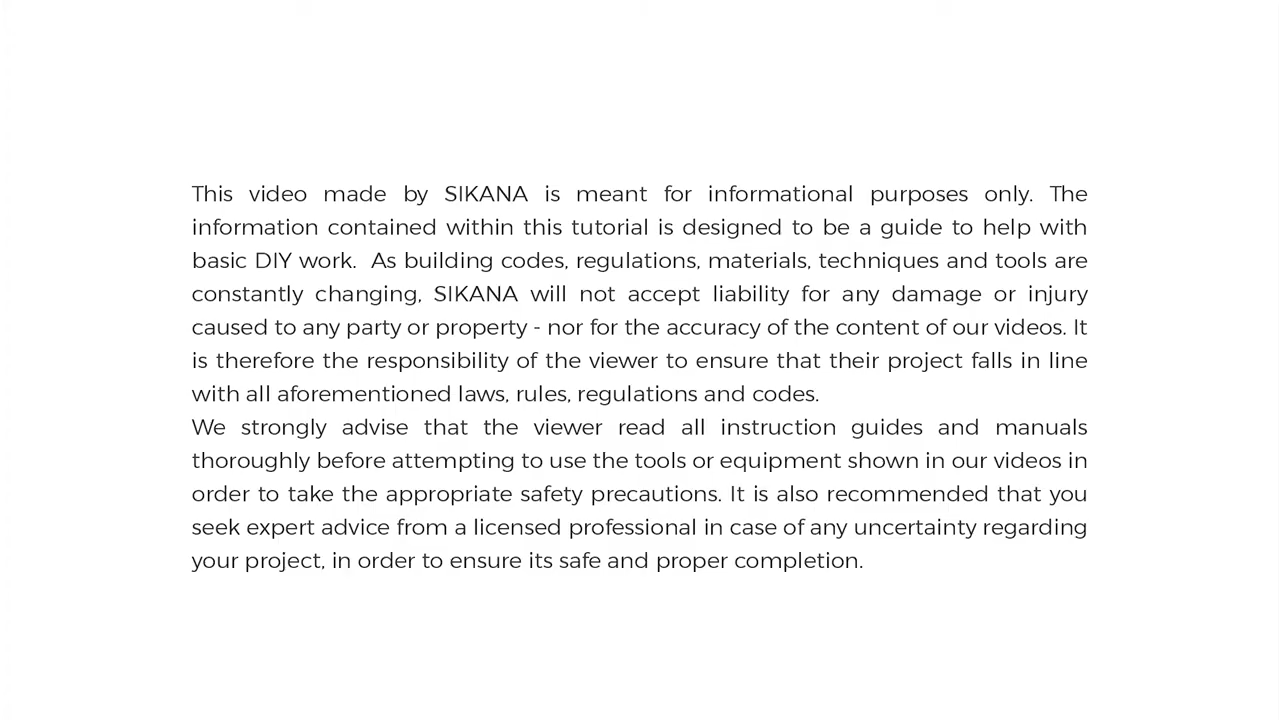 This video made by SIKANA is meant for informational purposes only. The
information contained within this tutorial is designed to be a guide to help with
basic DIY work.  As building codes, regulations, materials, techniques and tools are
constantly changing, SIKANA will not accept liability for any damage or injury
caused to any party or property - nor for the accuracy of the content of our videos. It
is therefore the responsibility of the viewer to ensure that their project falls in line
with all aforementioned laws, rules, regulations and codes.
We strongly advise that the viewer read all instruction guides and manuals
thoroughly before attempting to use the tools or equipment shown in our videos in
order to take the appropriate safety precautions. It is also recommended that you
seek expert advice from a licensed professional in case of any uncertainty regarding
your project, in order to ensure its safe and proper completion.